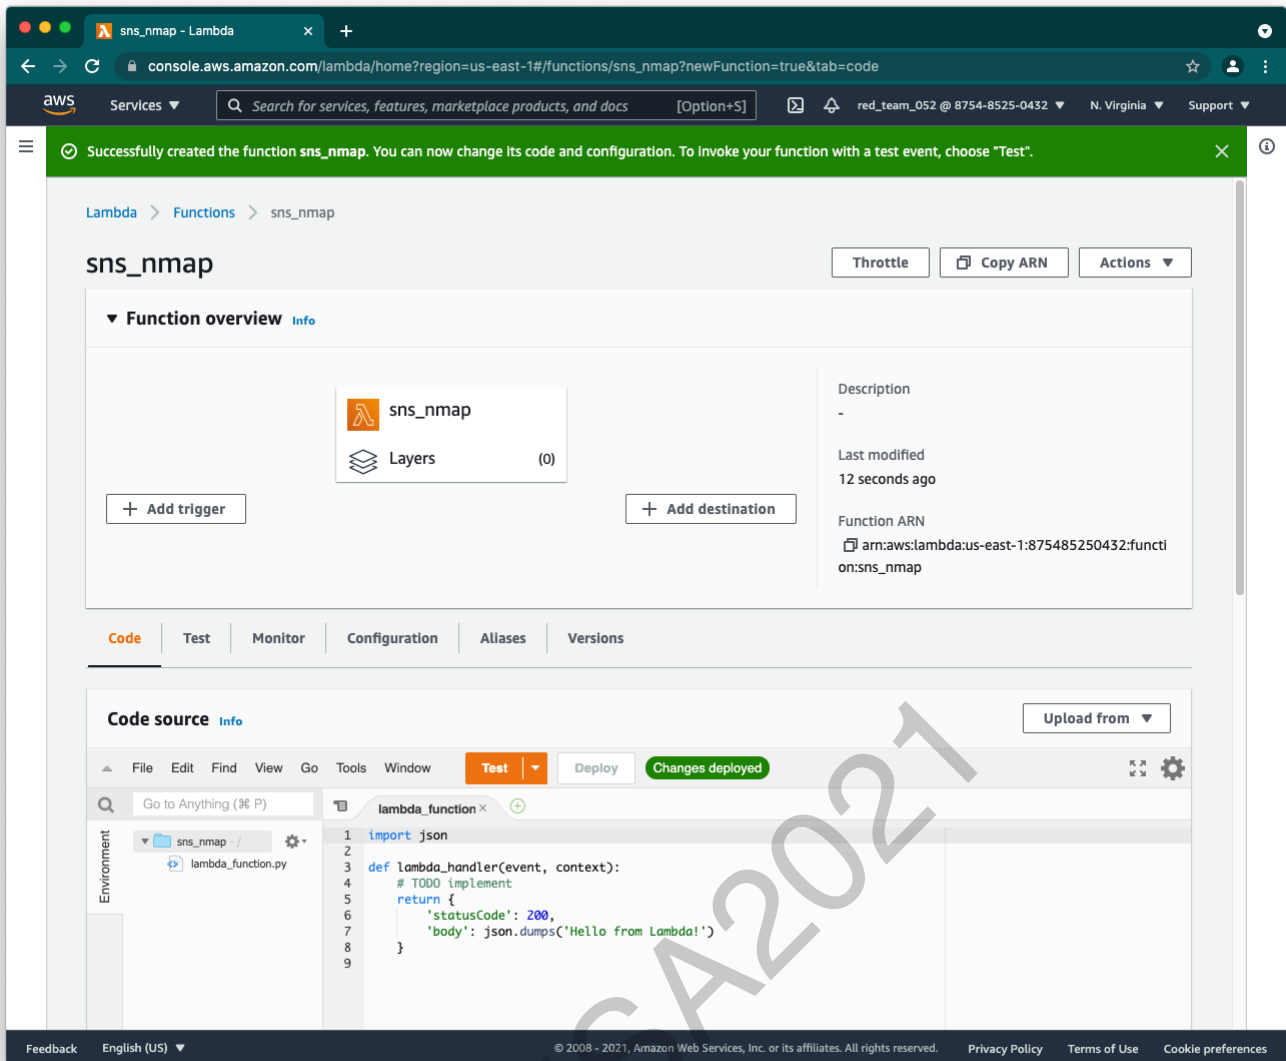 sns_nmap - Lambda
console.aws.amazon.com/lambda/home?region=us-east-1#/functions/sns_nmap?newFunction=true&tab=code
aws Services ▼ Search for services, features, marketplace products, and docs [Option+S] red_team_052 @ 8754-8525-0432 ▼ N. Virginia ▼ Support ▼
Successfully created the function sns_nmap. You can now change its code and configuration. To invoke your function with a test event, choose "Test".
Lambda > Functions > sns_nmap
sns_nmap
Throttle Copy ARN Actions ▼
▼ Function overview Info
sns_nmap
Layers (0)
+ Add trigger
+ Add destination
Description
-
Last modified
12 seconds ago
Function ARN
arn:aws:lambda:us-east-1:875485250432:functi
on:sns_nmap
Code Test Monitor Configuration Aliases Versions
Code source Info
Upload from ▼
File Edit Find View Go Tools Window Test Deploy Changes deployed
Go to Anything (⌘ P)
lambda_function ×
Environment
sns_nmap - /
lambda_function.py
1 import json
2
3 def lambda_handler(event, context):
4     # TODO implement
5     return {
6         'statusCode': 200,
7         'body': json.dumps('Hello from Lambda!')
8     }
9
SA2021
Feedback English (US) ▼ © 2008 - 2021, Amazon Web Services, Inc. or its affiliates. All rights reserved. Privacy Policy Terms of Use Cookie preferences